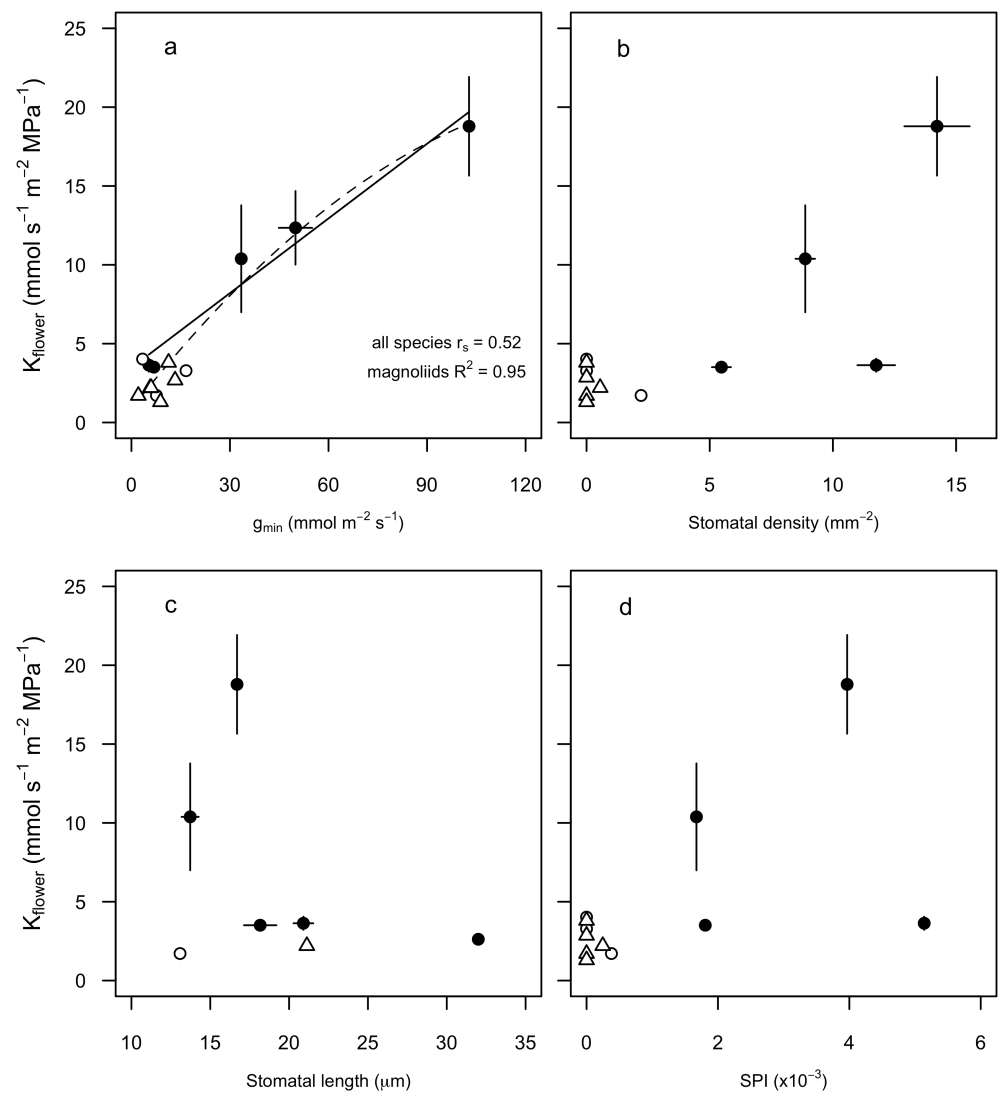 a
25
20
15
10
5
0
K_flower (mmol s⁻¹ m⁻² MPa⁻¹)
all species r_s = 0.52
magnoliids R² = 0.95
0 30 60 90 120
g_min (mmol m⁻² s⁻¹)
b
0 5 10 15
Stomatal density (mm⁻²)
c
25
20
15
10
5
0
K_flower (mmol s⁻¹ m⁻² MPa⁻¹)
10 15 20 25 30 35
Stomatal length (μm)
d
0 2 4 6
SPI (x10⁻³)